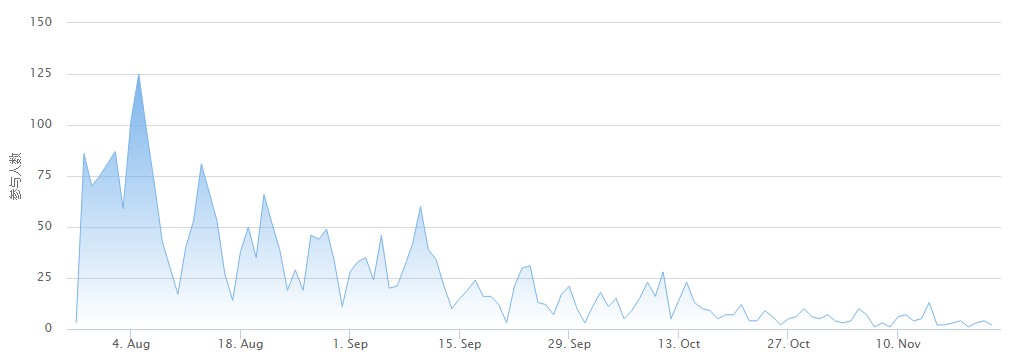 150
125
100
75
50
25
0
参与人数
4. Aug
18. Aug
1. Sep
15. Sep
29. Sep
13. Oct
27. Oct
10. Nov